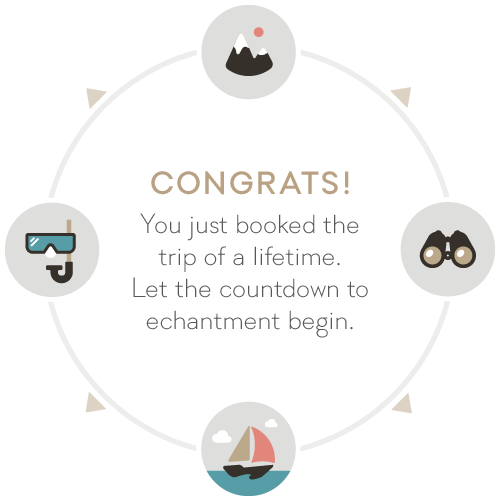 CONGRATS!
You just booked the
trip of a lifetime.
Let the countdown to
echantment begin.